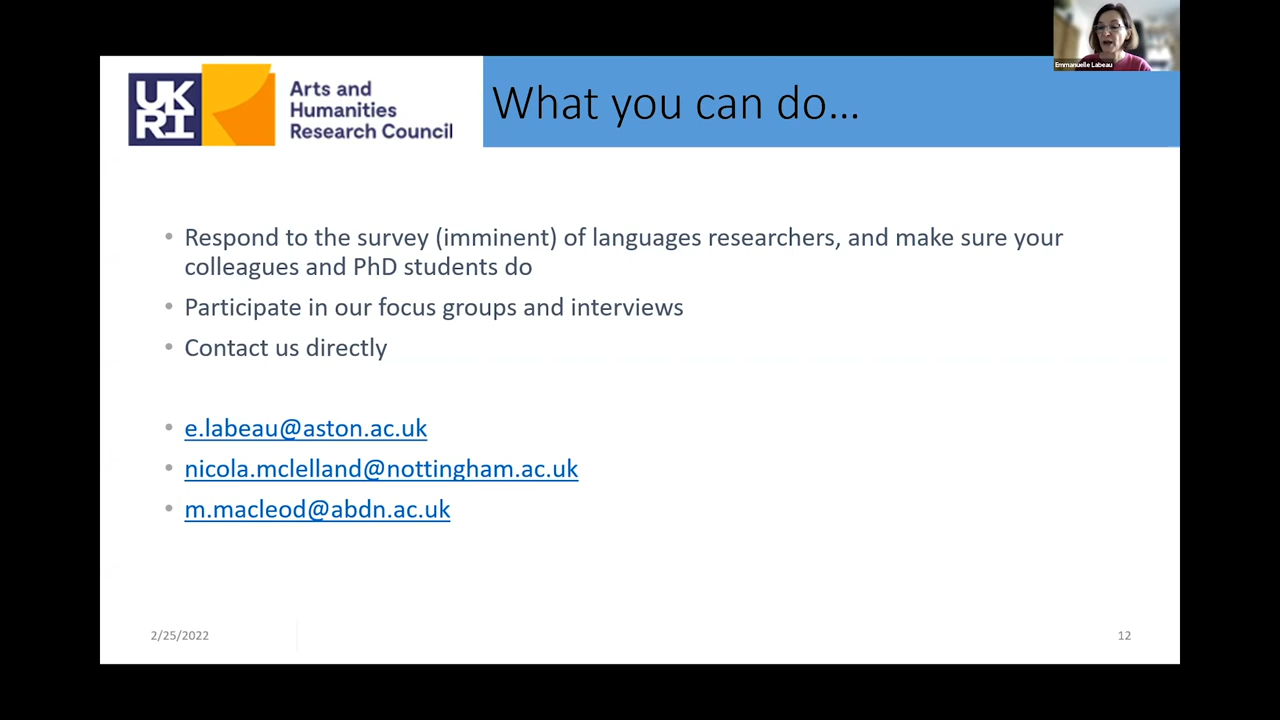 Emmanuelle Labeau
UK
RI
Arts and
Humanities
Research Council
What you can do...
• Respond to the survey (imminent) of languages researchers, and make sure your
colleagues and PhD students do
• Participate in our focus groups and interviews
• Contact us directly
• e.labeau@aston.ac.uk
• nicola.mclelland@nottingham.ac.uk
• m.macleod@abdn.ac.uk
2/25/2022
12